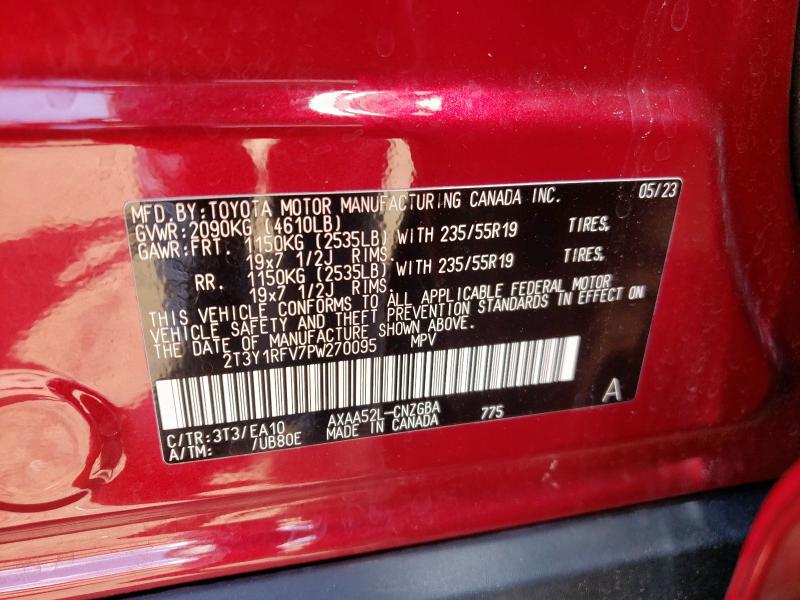 MFD.BY:TOYOTA MOTOR MANUFACTURING CANADA INC. 05/23
GVWR:2090KG (4610LB)
GAWR:FRT. 1150KG (2535LB) WITH 235/55R19 TIRES,
19x7 1/2J RIMS.
RR. 1150KG (2535LB) WITH 235/55R19 TIRES,
19x7 1/2J RIMS.
THIS VEHICLE CONFORMS TO ALL APPLICABLE FEDERAL MOTOR
VEHICLE SAFETY AND THEFT PREVENTION STANDARDS IN EFFECT ON
THE DATE OF MANUFACTURE SHOWN ABOVE.
2T3Y1RFV7PW270095 MPV
A
C/TR:3T3/EA10 AXAA52L-CNZGBA 775
A/TM: /UB80E MADE IN CANADA